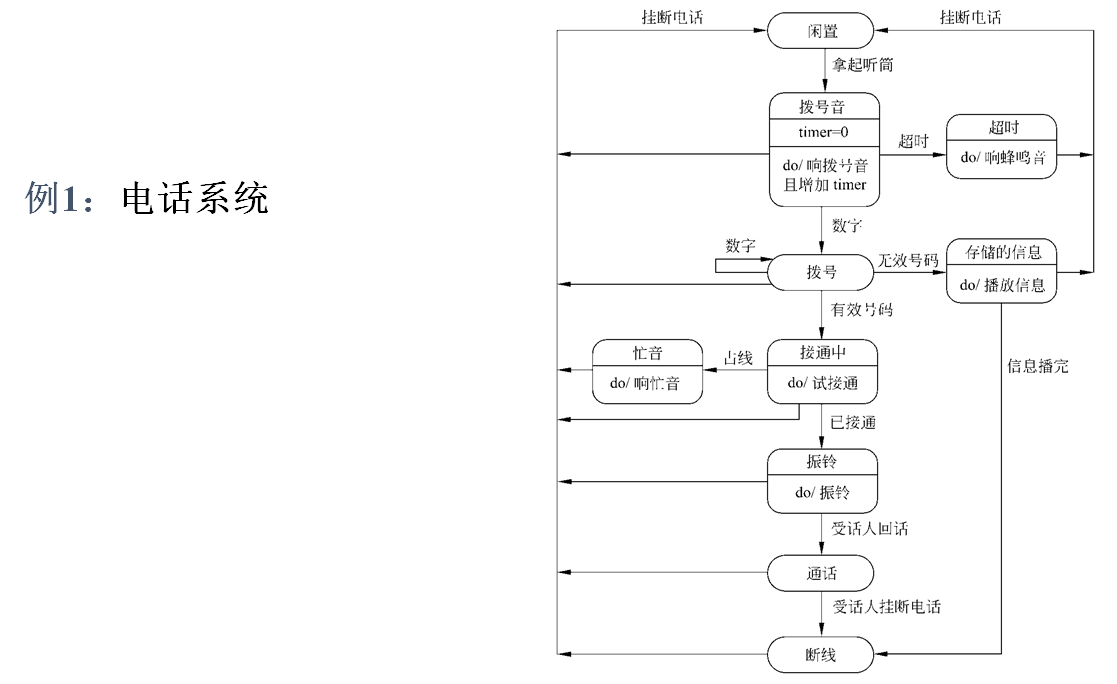 挂断电话
闲置
挂断电话
拿起听筒
拨号音
timer=0
do/ 响拨号音
且增加 timer
超时
超时
do/ 响蜂鸣音
例1：电话系统
数字
数字
拨号
无效号码
存储的信息
do/ 播放信息
有效号码
忙音
do/ 响忙音
占线
接通中
do/ 试接通
信息播完
已接通
振铃
do/ 振铃
受话人回话
通话
受话人挂断电话
断线